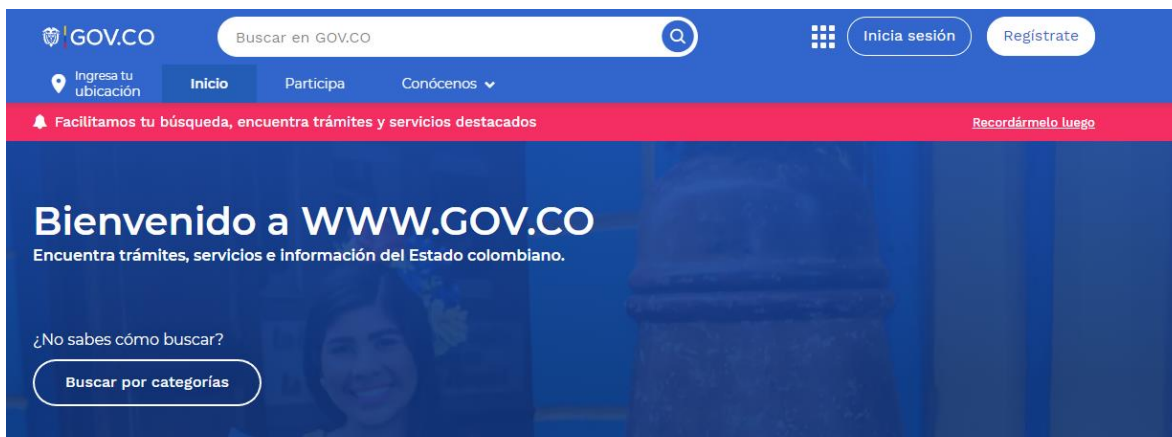 GOV.CO
Buscar en GOV.CO
Inicia sesión
Regístrate
Ingresa tu
ubicación
Inicio
Participa
Conócenos
Facilitamos tu búsqueda, encuentra trámites y servicios destacados
Recordármelo luego
Bienvenido a WWW.GOV.CO
Encuentra trámites, servicios e información del Estado colombiano.
¿No sabes cómo buscar?
Buscar por categorías